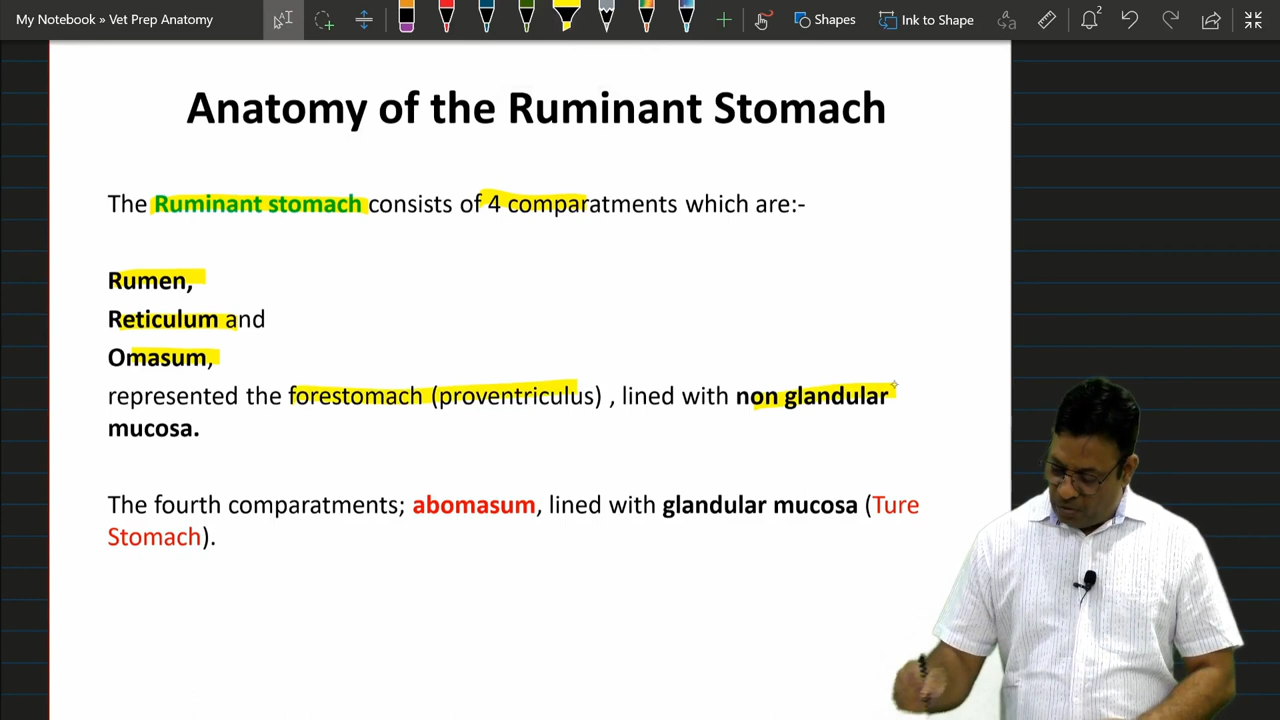 My Notebook » Vet Prep Anatomy
Shapes
Ink to Shape
2
Anatomy of the Ruminant Stomach
The Ruminant stomach consists of 4 comparatments which are:-
Rumen,
Reticulum and
Omasum,
represented the forestomach (proventriculus) , lined with non glandular
mucosa.
The fourth comparatments; abomasum, lined with glandular mucosa (Ture
Stomach).